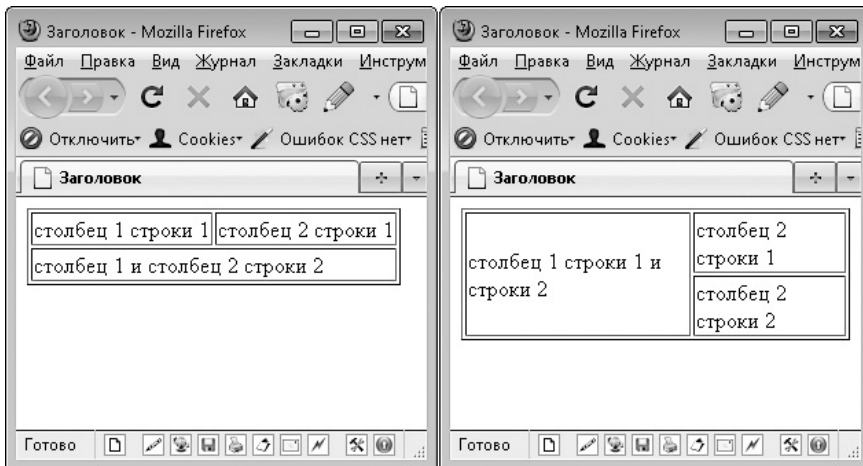 Заголовок - Mozilla Firefox
Файл Правка Вид Журнал Закладки Инструм
Отключить Cookies Ошибок CSS нет
Заголовок
столбец 1 строки 1 столбец 2 строки 1
столбец 1 и столбец 2 строки 2
Готово
Заголовок - Mozilla Firefox
Файл Правка Вид Журнал Закладки Инструм
Отключить Cookies Ошибок CSS нет
Заголовок
столбец 1 строки 1 и
строки 2
столбец 2
строки 1
столбец 2
строки 2
Готово